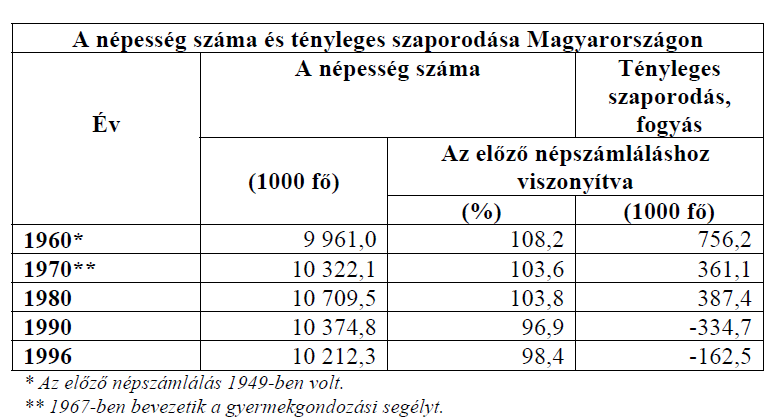 A népesség száma és tényleges szaporodása Magyarországon
Év
A népesség száma
Tényleges
szaporodás,
fogyás
(1000 fő)
Az előző népszámláláshoz
viszonyítva
(%) (1000 fő)
1960* 9 961,0 108,2 756,2
1970** 10 322,1 103,6 361,1
1980 10 709,5 103,8 387,4
1990 10 374,8 96,9 -334,7
1996 10 212,3 98,4 -162,5
* Az előző népszámlálás 1949-ben volt.
** 1967-ben bevezetik a gyermekgondozási segélyt.